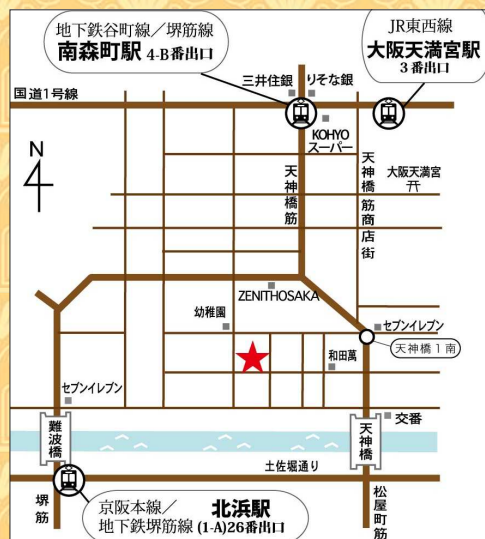 地下鉄谷町線／堺筋線
南森町駅 4-B番出口
JR東西線
大阪天満宮駅
3番出口
三井住銀
りそな銀
国道1号線
KOHYO
スーパー
N
天神橋筋
天神橋筋商店街
大阪天満宮
ZENITHOSAKA
幼稚園
セブンイレブン
天神橋1南
和田萬
セブンイレブン
交番
難波橋
天神橋
土佐堀通り
堺筋
京阪本線／
地下鉄堺筋線
北浜駅
(1-A)26番出口
松屋町筋